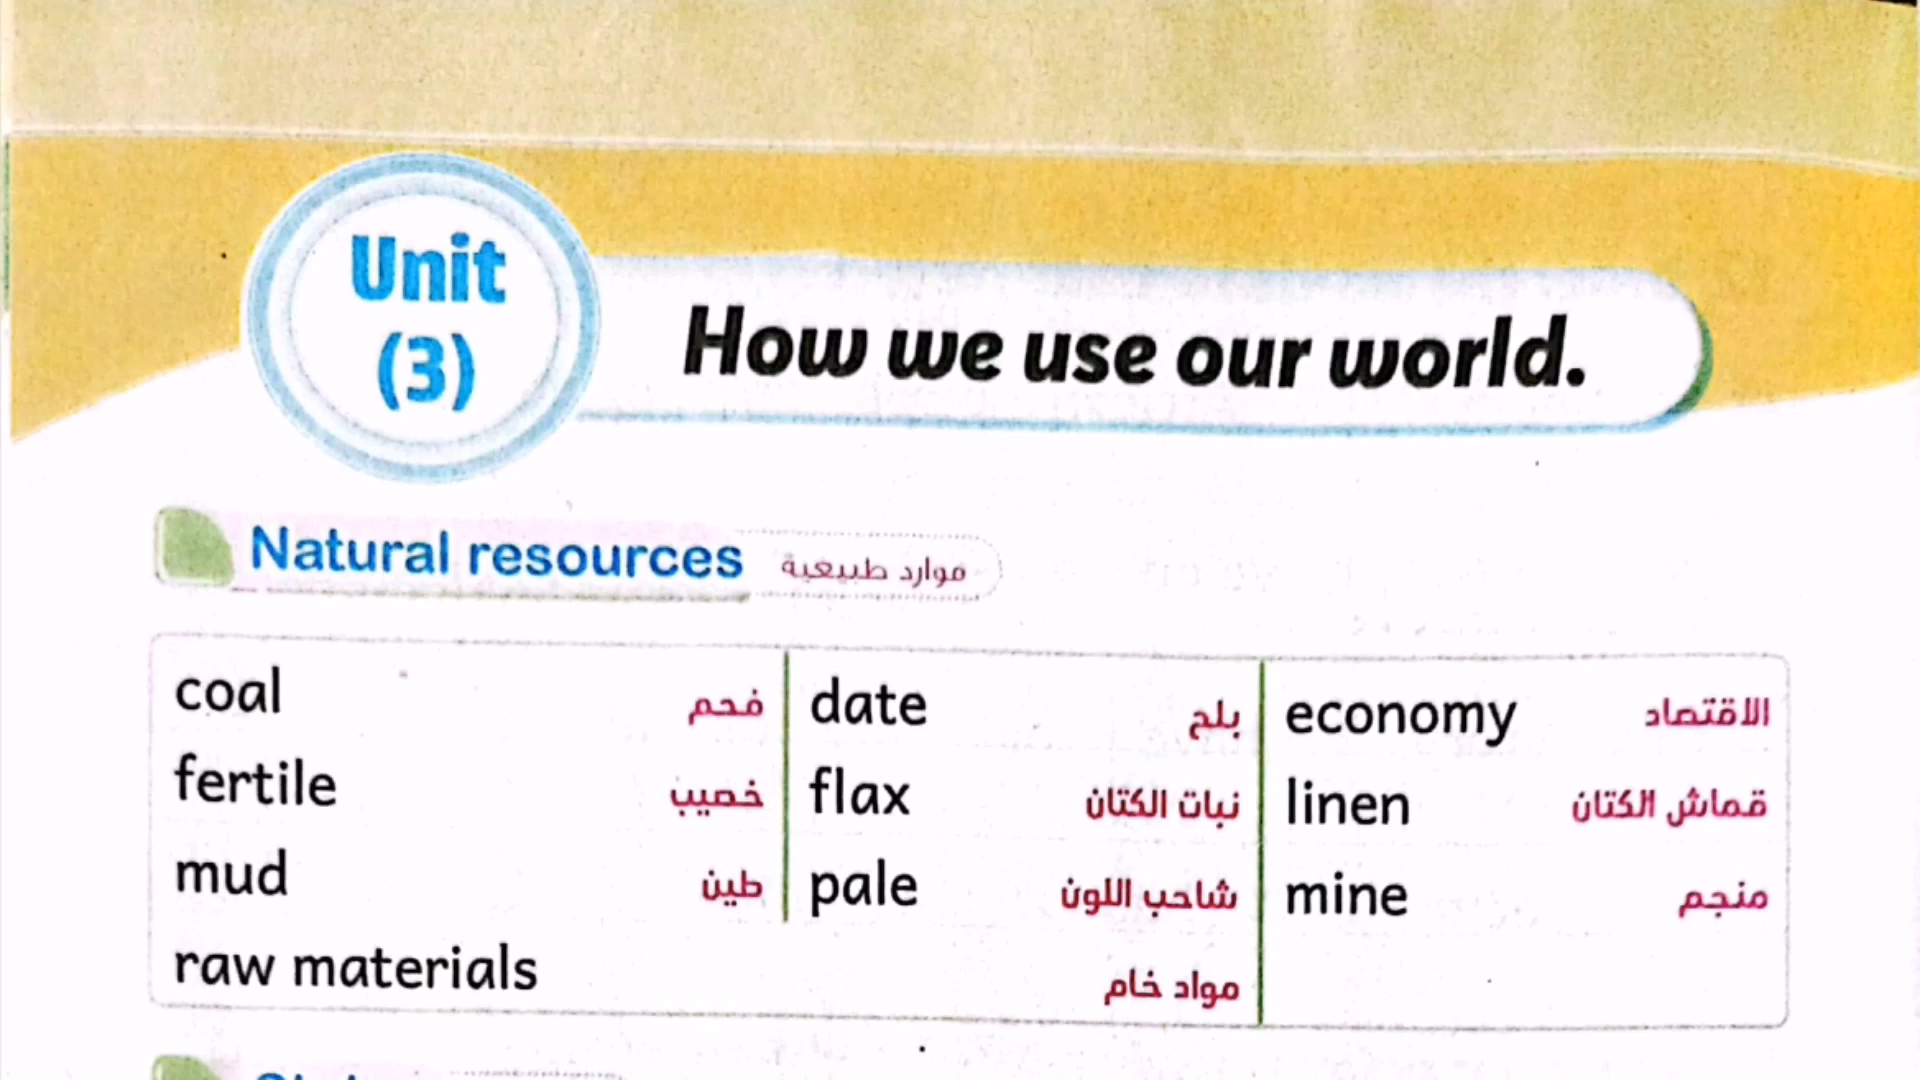 Unit
(3)
How we use our world.
Natural resources موارد طبيعية
coal فحم date بلح economy الاقتصاد
fertile خصيب flax نبات الكتان linen قماش الكتان
mud طين pale شاحب اللون mine منجم
raw materials مواد خام